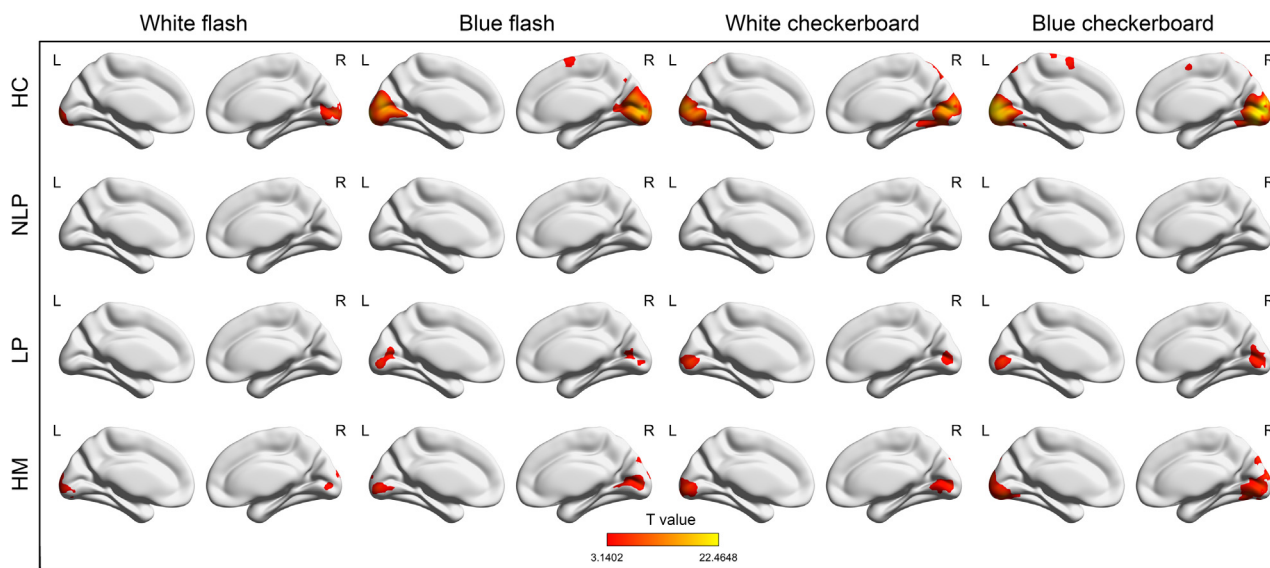 White flash Blue flash White checkerboard Blue checkerboard
HC L R L R L R L R
NLP L R L R L R L R
LP L R L R L R L R
HM L R L R L R L R
T value
3.1402 22.4648